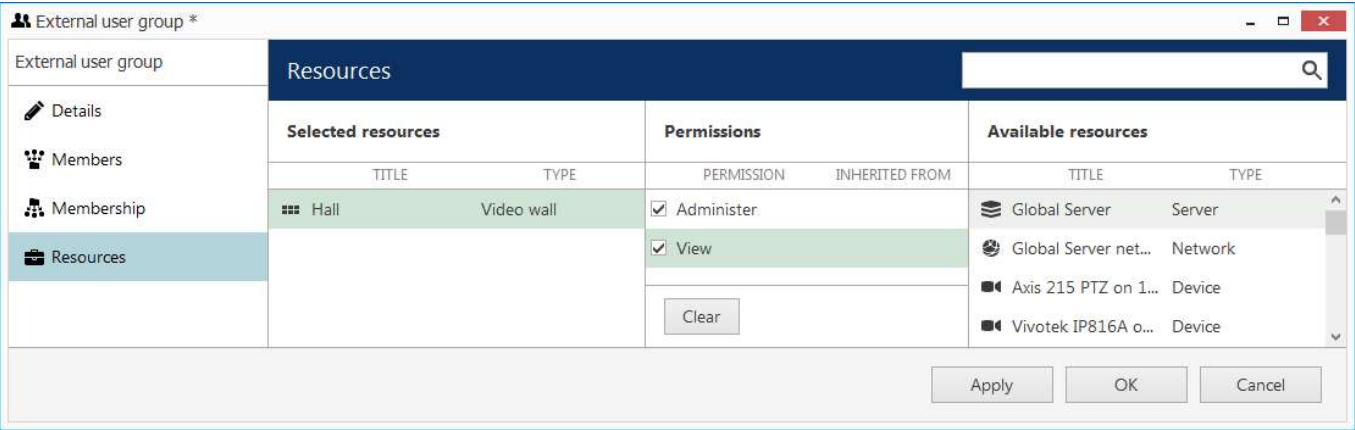 External user group *
External user group
Resources
Details
Members
Membership
Resources
Selected resources
Permissions
Available resources
TITLE TYPE
PERMISSION INHERITED FROM
TITLE TYPE
Hall Video wall
Administer
View
Clear
Global Server Server
Global Server net... Network
Axis 215 PTZ on 1... Device
Vivotek IP816A o... Device
Apply OK Cancel